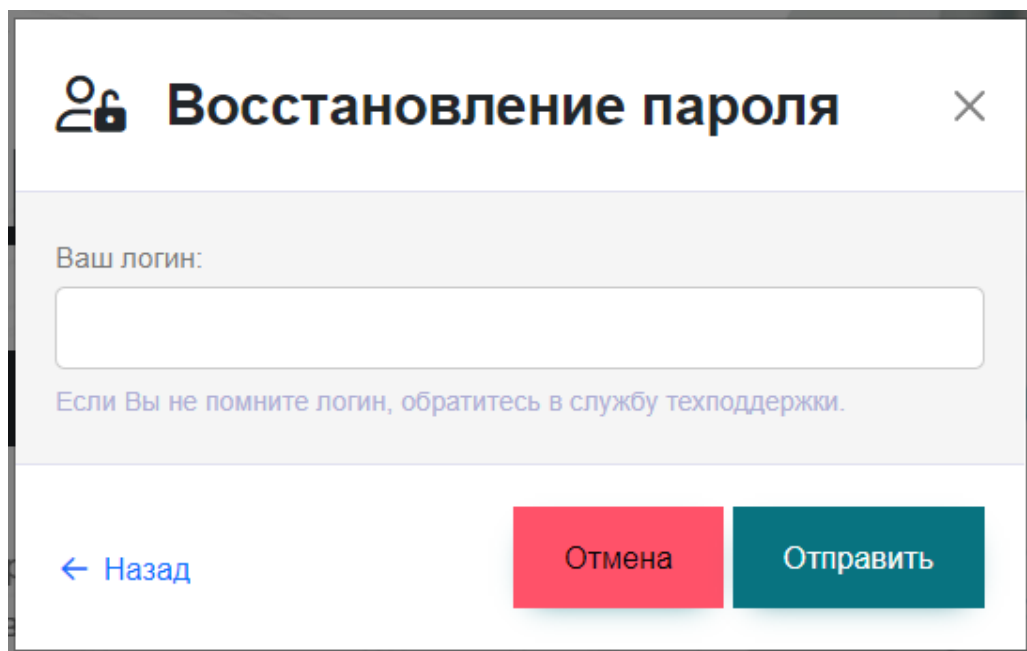 Восстановление пароля
Ваш логин:
Если Вы не помните логин, обратитесь в службу техподдержки.
← Назад
Отмена
Отправить